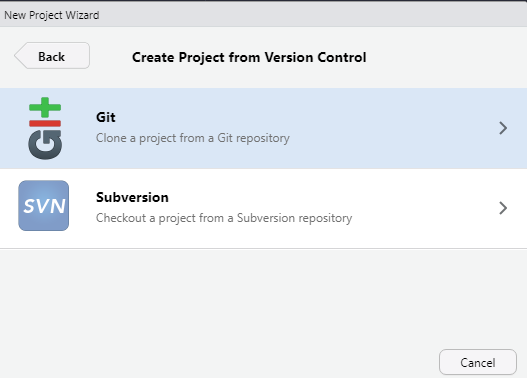 New Project Wizard
Back
Create Project from Version Control
git
Git
Clone a project from a Git repository
SVN
Subversion
Checkout a project from a Subversion repository
Cancel